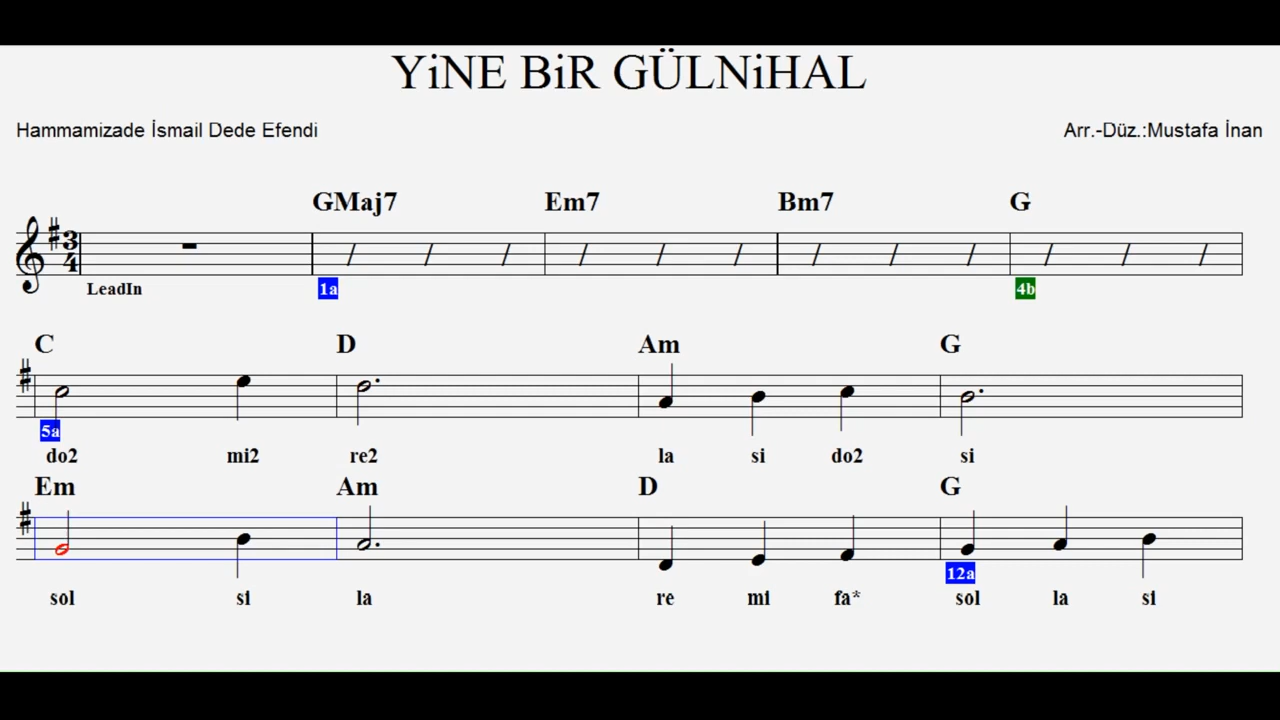 YiNE BiR GÜLNiHAL
Hammamizade İsmail Dede Efendi Arr.-Düz.:Mustafa İnan
GMaj7 Em7 Bm7 G
3
4
LeadIn 1a 4b
C D Am G
5a
do2 mi2 re2 la si do2 si
Em Am D G
12a
sol si la re mi fa* sol la si